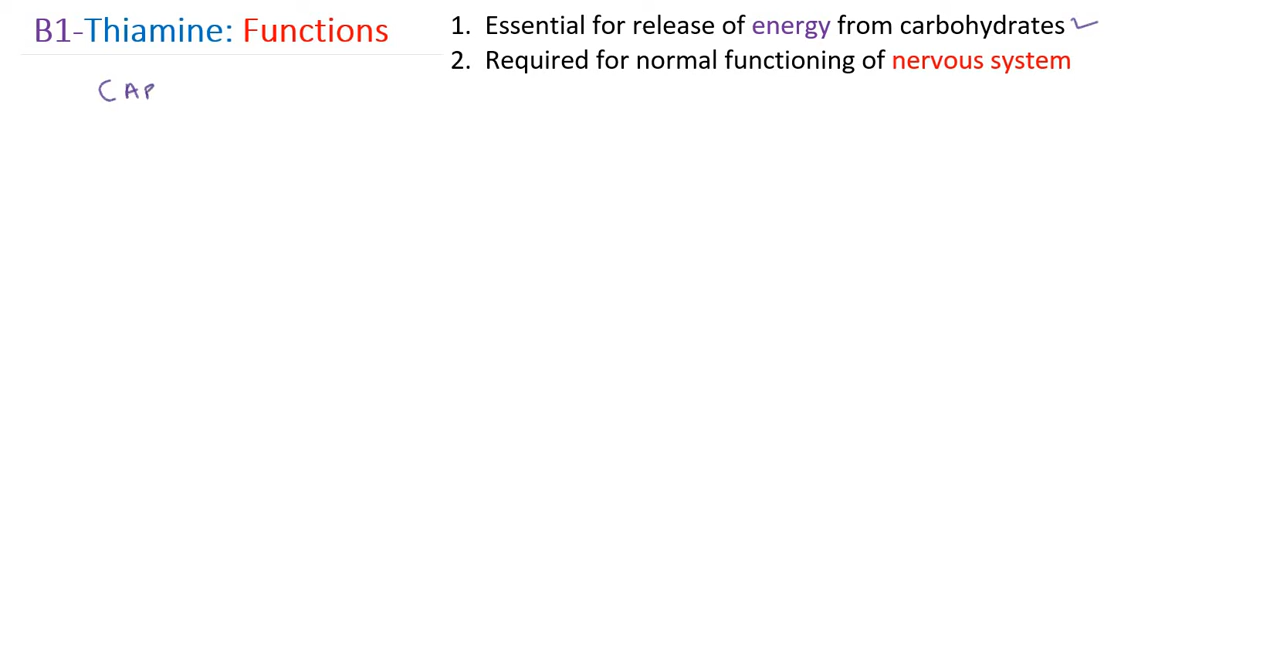 B1-Thiamine: Functions
CAP
1. Essential for release of energy from carbohydrates
2. Required for normal functioning of nervous system